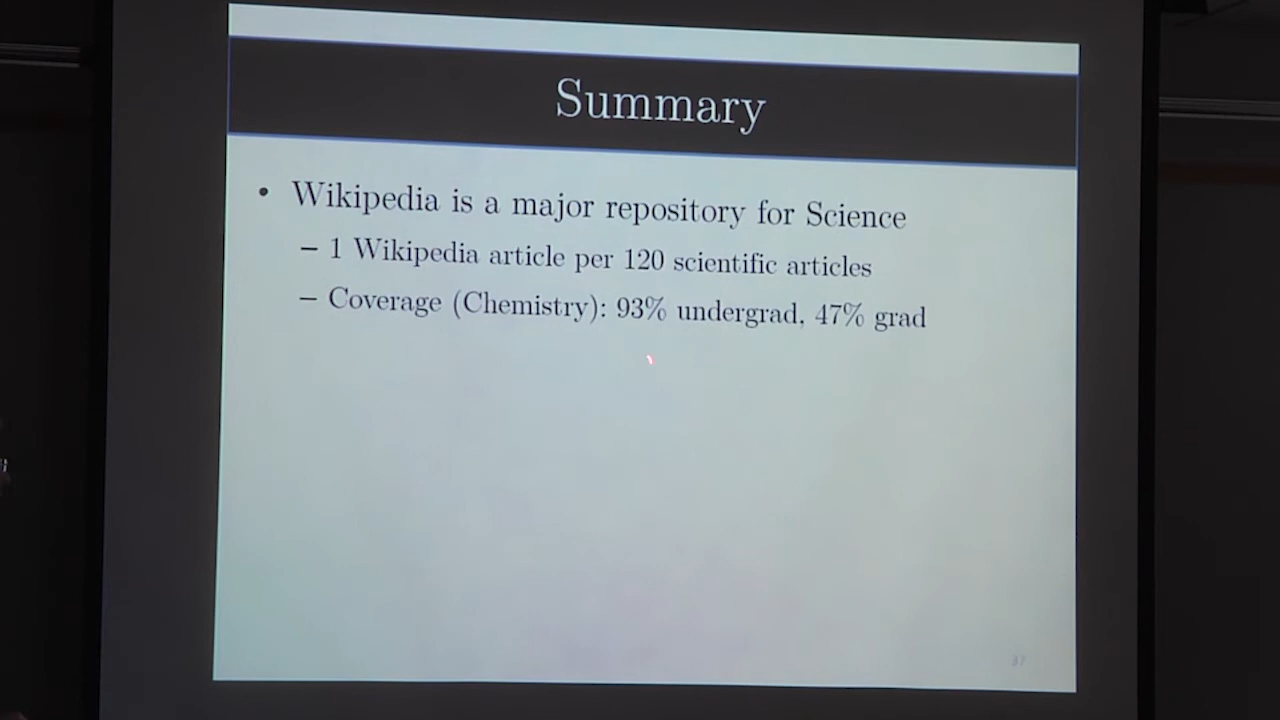 Summary
• Wikipedia is a major repository for Science
– 1 Wikipedia article per 120 scientific articles
– Coverage (Chemistry): 93% undergrad, 47% grad